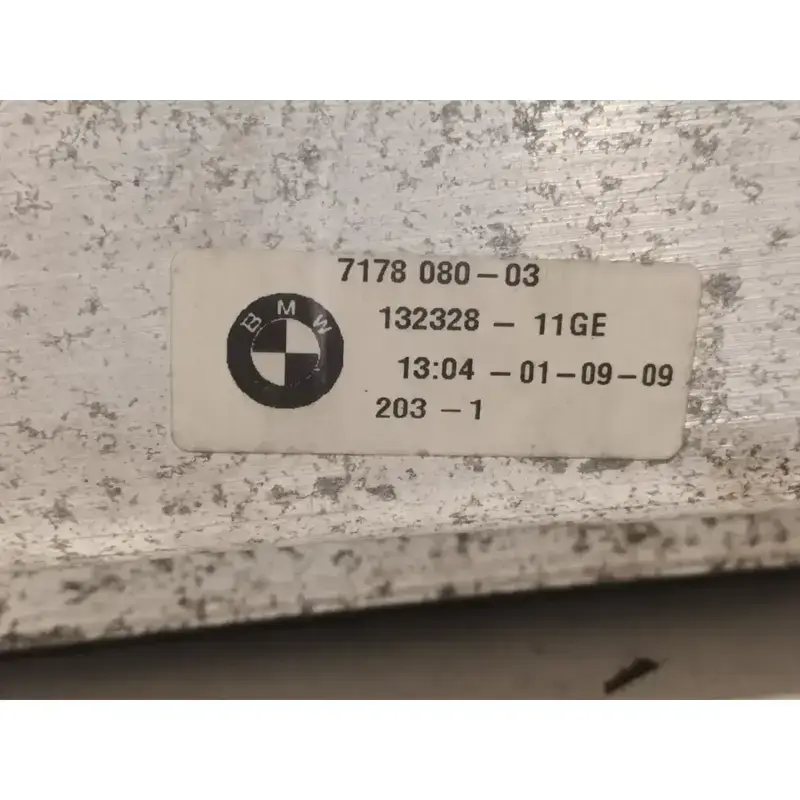 7178 080-03
132328 - 11GE
13:04 - 01-09-09
203 - 1
BMW